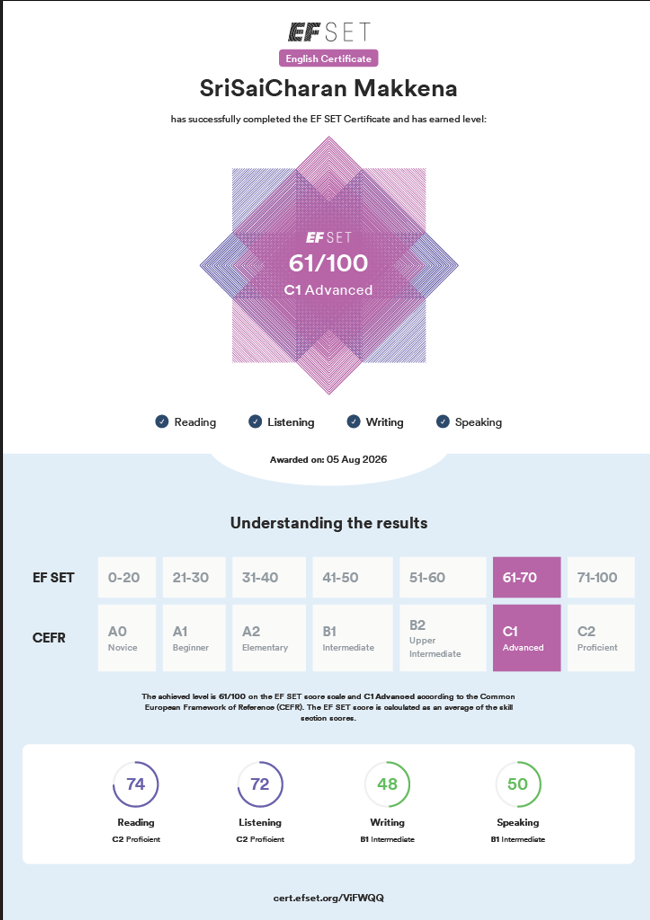 EF SET
English Certificate
SriSaiCharan Makkena
has successfully completed the EF SET Certificate and has earned level:
EF SET
61/100
C1 Advanced
Reading Listening Writing Speaking
Awarded on: 05 Aug 2026
Understanding the results
EF SET 0-20 21-30 31-40 41-50 51-60 61-70 71-100
CEFR
A0 Novice
A1 Beginner
A2 Elementary
B1 Intermediate
B2 Upper Intermediate
C1 Advanced
C2 Proficient
The achieved level is 61/100 on the EF SET score scale and C1 Advanced according to the Common
European Framework of Reference (CEFR). The EF SET score is calculated as an average of the skill
section scores.
74 72 48 50
Reading Listening Writing Speaking
C2 Proficient C2 Proficient B1 Intermediate B1 Intermediate
cert.efset.org/ViFWQQ